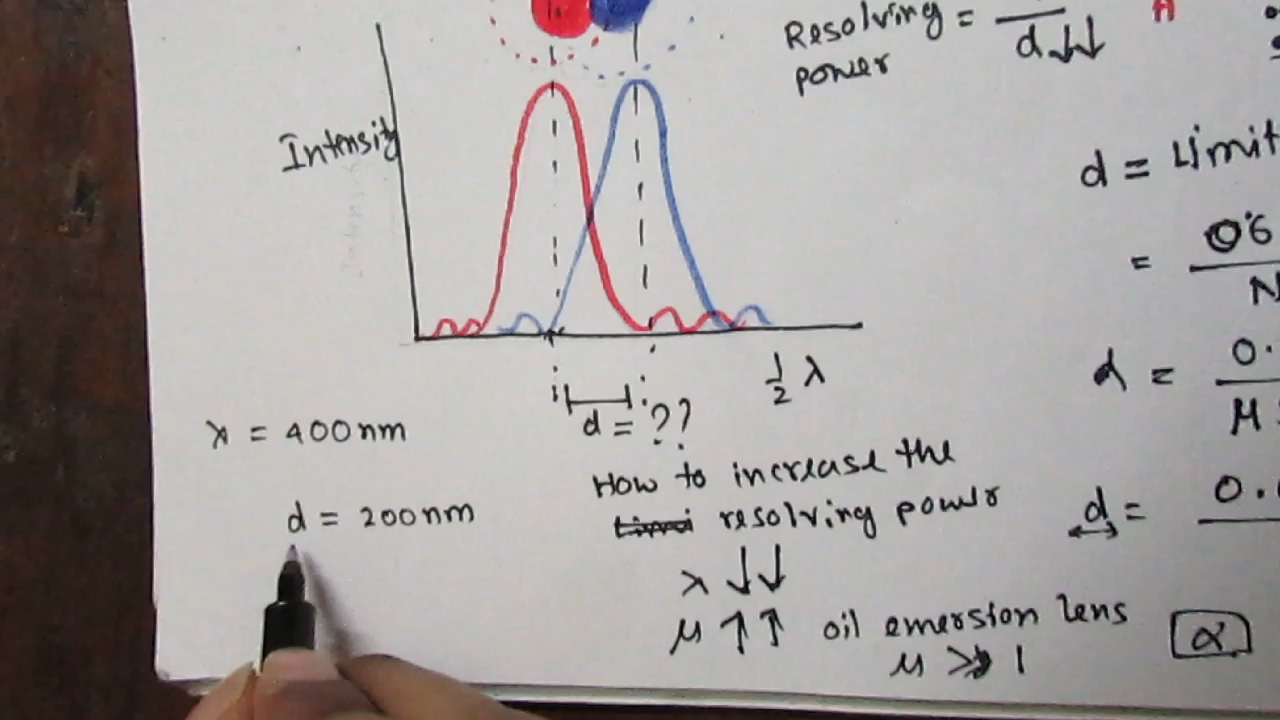 Resolving =
power
d↓↓
Intensity
d = Limit
= 0.6
N
d = 0.
μ
1/2 λ
d = ??
λ = 400nm
d = 200nm
How to increase the
resolving power
d = 0.
λ ↓↓
μ ↑↑ oil emersion lens
μ > 1
α